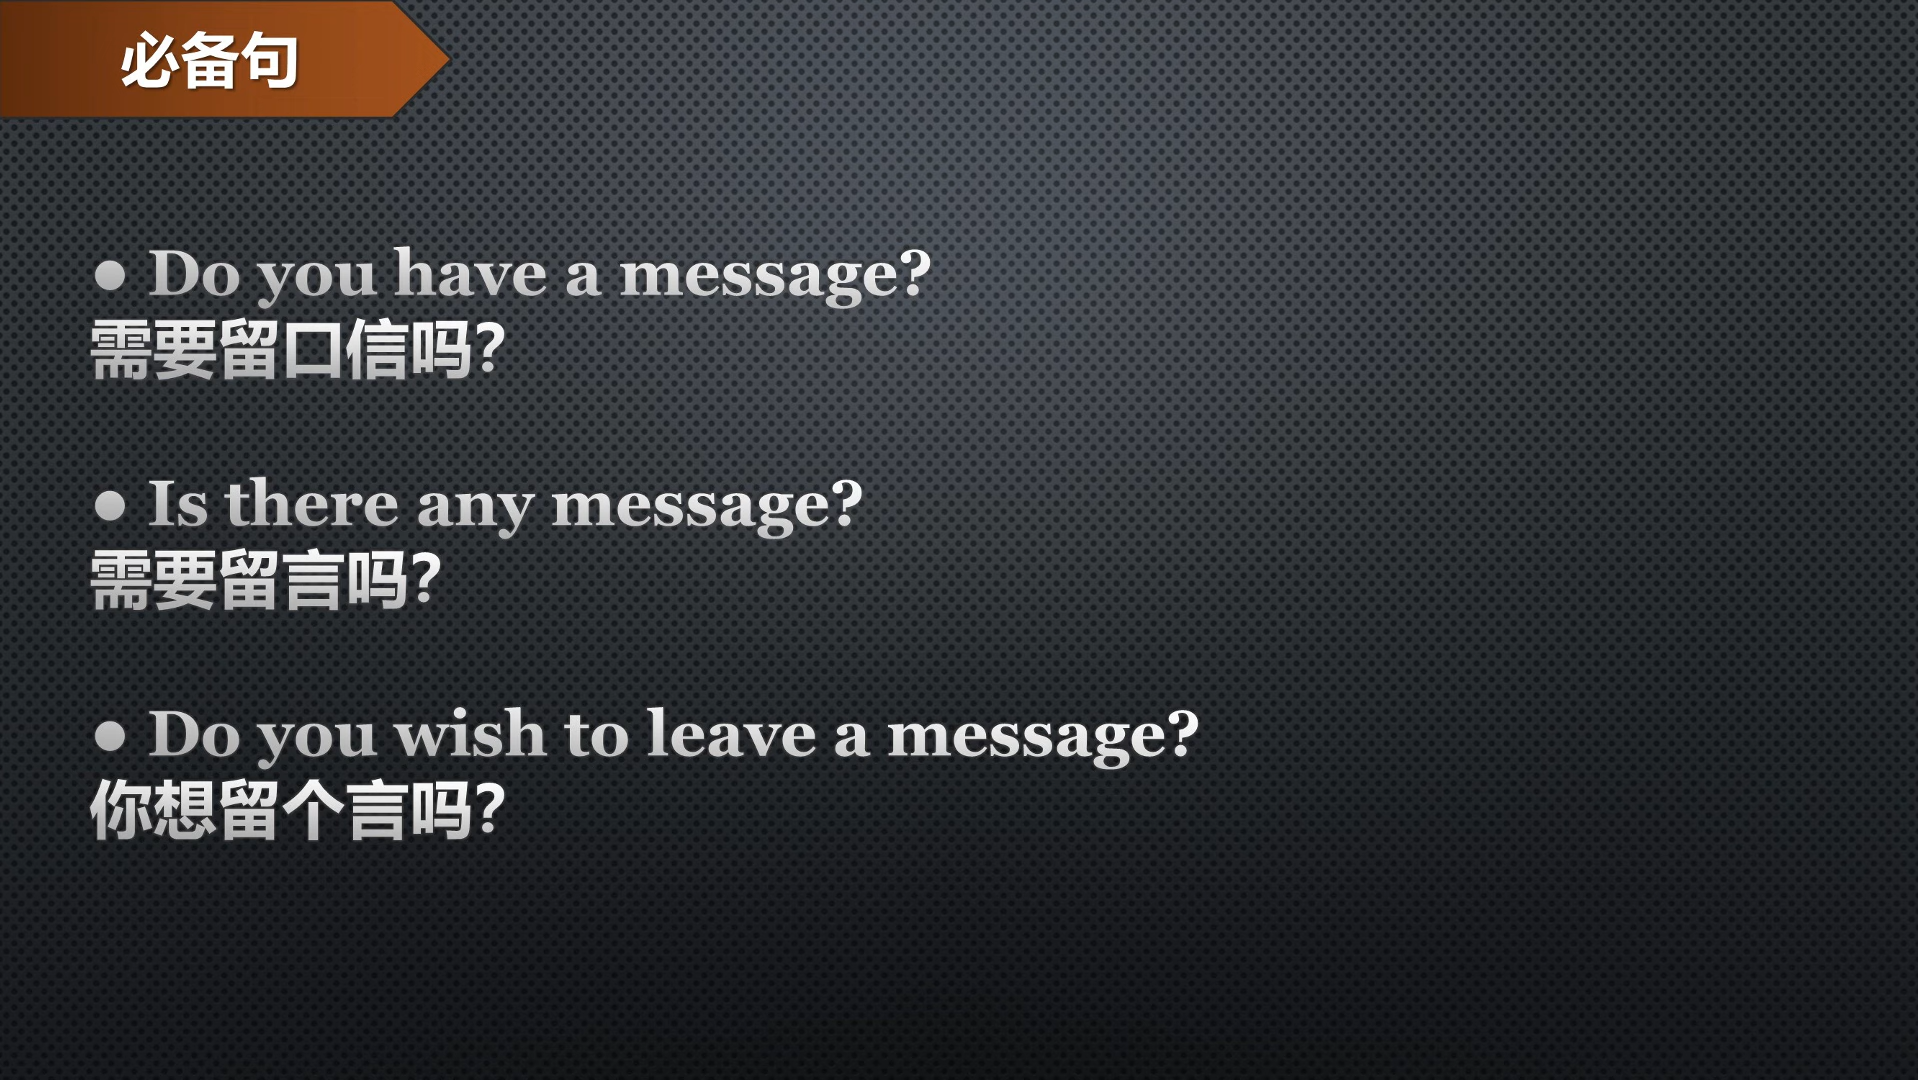 必备句
● Do you have a message?
需要留口信吗?
● Is there any message?
需要留言吗?
● Do you wish to leave a message?
你想留个言吗?